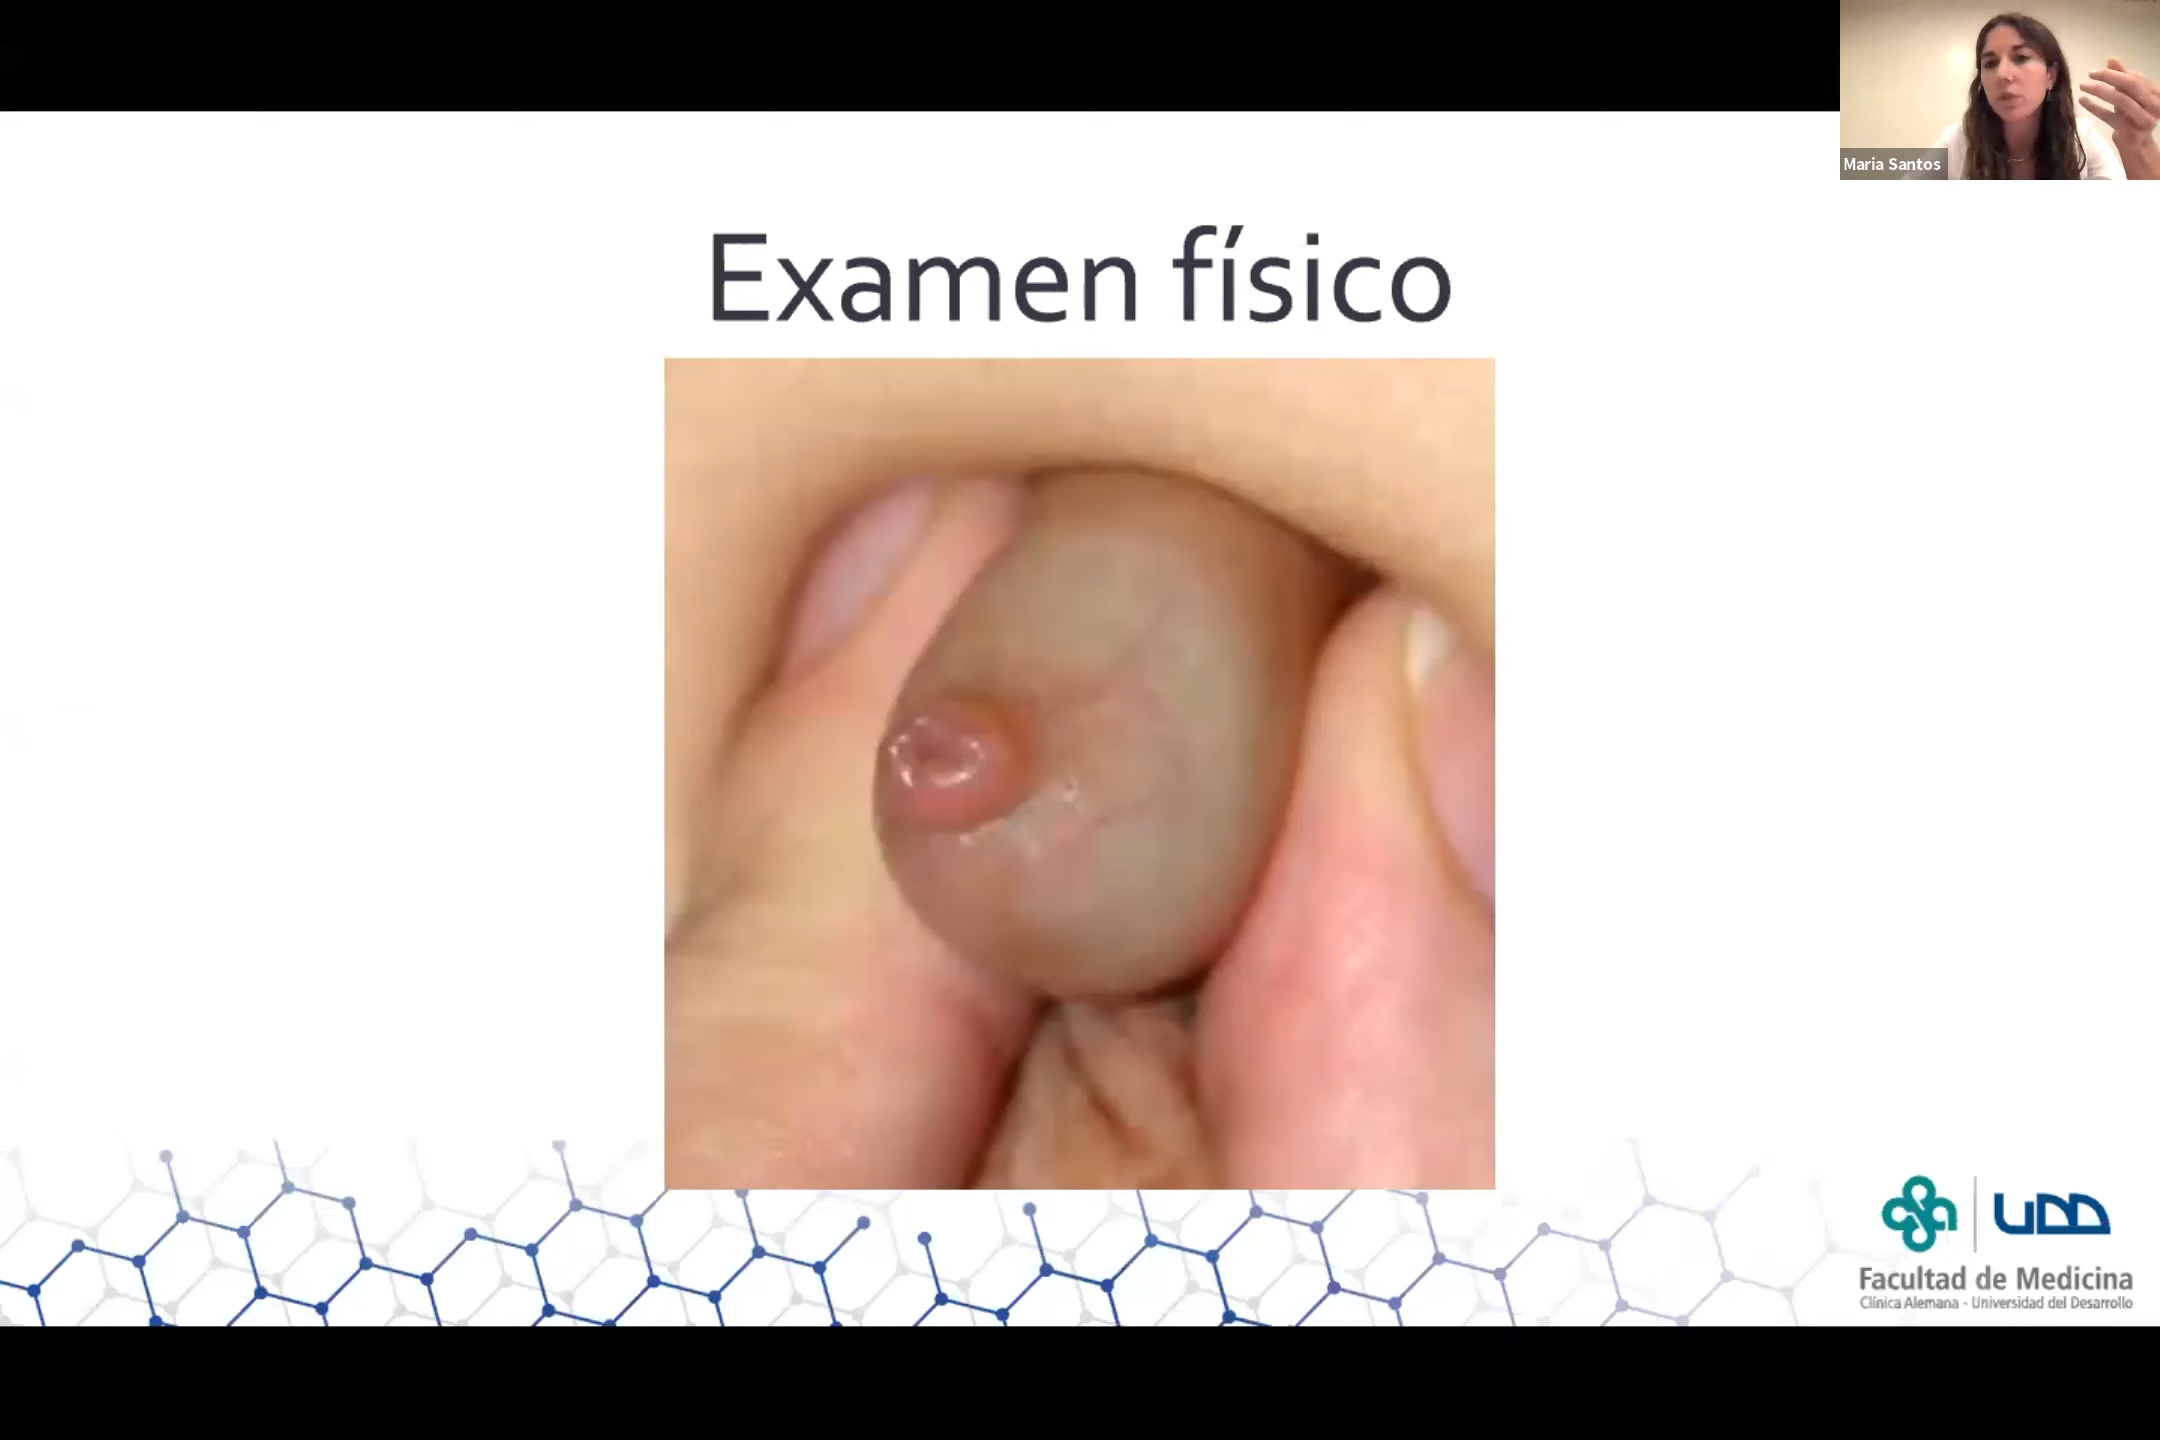 Maria Santos
Examen físico
UDD
Facultad de Medicina
Clínica Alemana - Universidad del Desarrollo